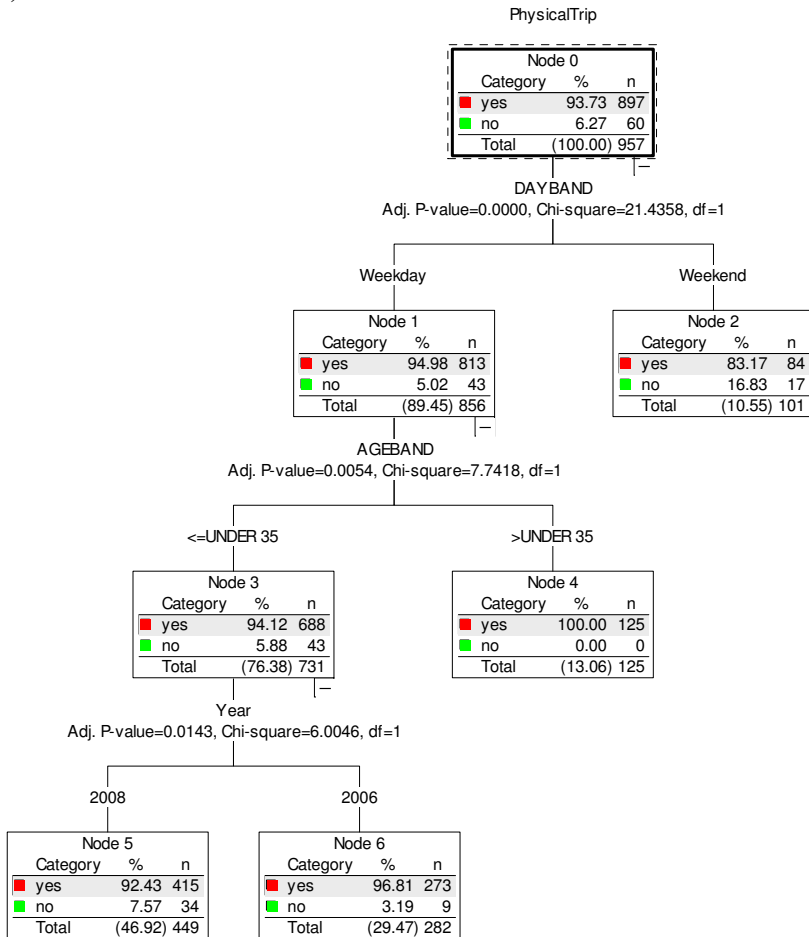 PhysicalTrip
Node 0
Category % n
yes 93.73 897
no 6.27 60
Total (100.00) 957
DAYBAND
Adj. P-value=0.0000, Chi-square=21.4358, df=1
Weekday Weekend
Node 1 Node 2
Category % n Category % n
yes 94.98 813 yes 83.17 84
no 5.02 43 no 16.83 17
Total (89.45) 856 Total (10.55) 101
AGEBAND
Adj. P-value=0.0054, Chi-square=7.7418, df=1
<=UNDER 35 >UNDER 35
Node 3 Node 4
Category % n Category % n
yes 94.12 688 yes 100.00 125
no 5.88 43 no 0.00 0
Total (76.38) 731 Total (13.06) 125
Year
Adj. P-value=0.0143, Chi-square=6.0046, df=1
2008 2006
Node 5 Node 6
Category % n Category % n
yes 92.43 415 yes 96.81 273
no 7.57 34 no 3.19 9
Total (46.92) 449 Total (29.47) 282